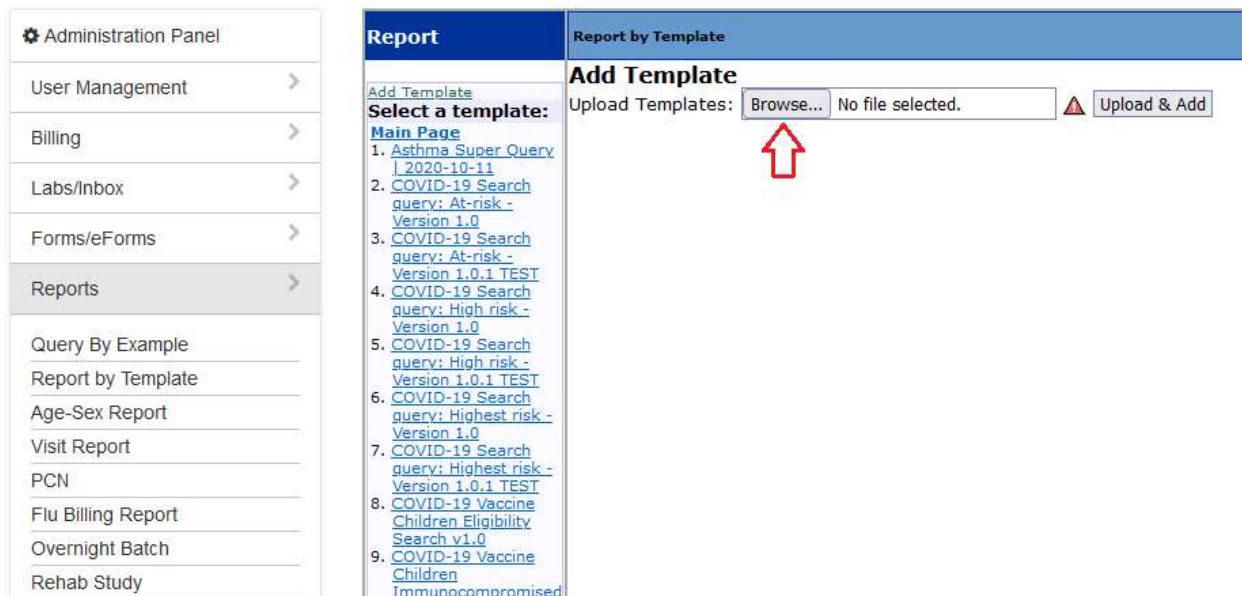 Administration Panel
User Management
Billing
Labs/Inbox
Forms/eForms
Reports
Query By Example
Report by Template
Age-Sex Report
Visit Report
PCN
Flu Billing Report
Overnight Batch
Rehab Study
Report
Add Template
Select a template:
Main Page
1. Asthma Super Query
| 2020-10-11
2. COVID-19 Search
query: At-risk -
Version 1.0
3. COVID-19 Search
query: At-risk -
Version 1.0.1 TEST
4. COVID-19 Search
query: High risk -
Version 1.0
5. COVID-19 Search
query: High risk -
Version 1.0.1 TEST
6. COVID-19 Search
query: Highest risk -
Version 1.0
7. COVID-19 Search
query: Highest risk -
Version 1.0.1 TEST
8. COVID-19 Vaccine
Children Eligibility
Search v1.0
9. COVID-19 Vaccine
Children
Immunocompromised
Report by Template
Add Template
Upload Templates: Browse... No file selected. Upload & Add